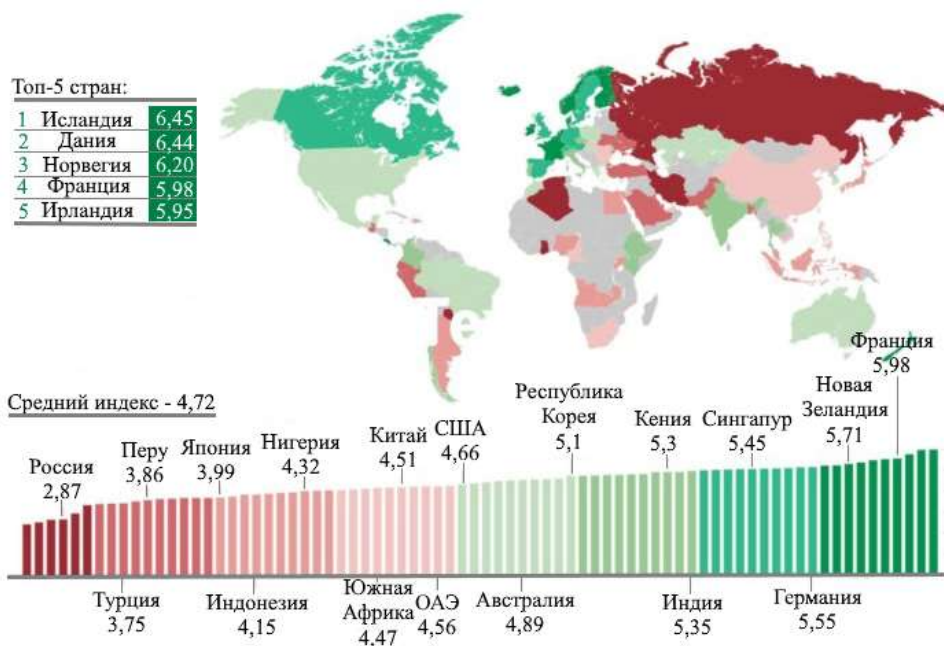 Топ-5 стран:
1 Исландия 6,45
2 Дания 6,44
3 Норвегия 6,20
4 Франция 5,98
5 Ирландия 5,95
Средний индекс - 4,72
Россия
2,87
Перу
3,86
Япония
3,99
Нигерия
4,32
Китай
4,51
США
4,66
Республика
Корея
5,1
Кения
5,3
Сингапур
5,45
Новая
Зеландия
5,71
Франция
5,98
Турция
3,75
Индонезия
4,15
Южная
Африка
4,47
ОАЭ
4,56
Австралия
4,89
Индия
5,35
Германия
5,55